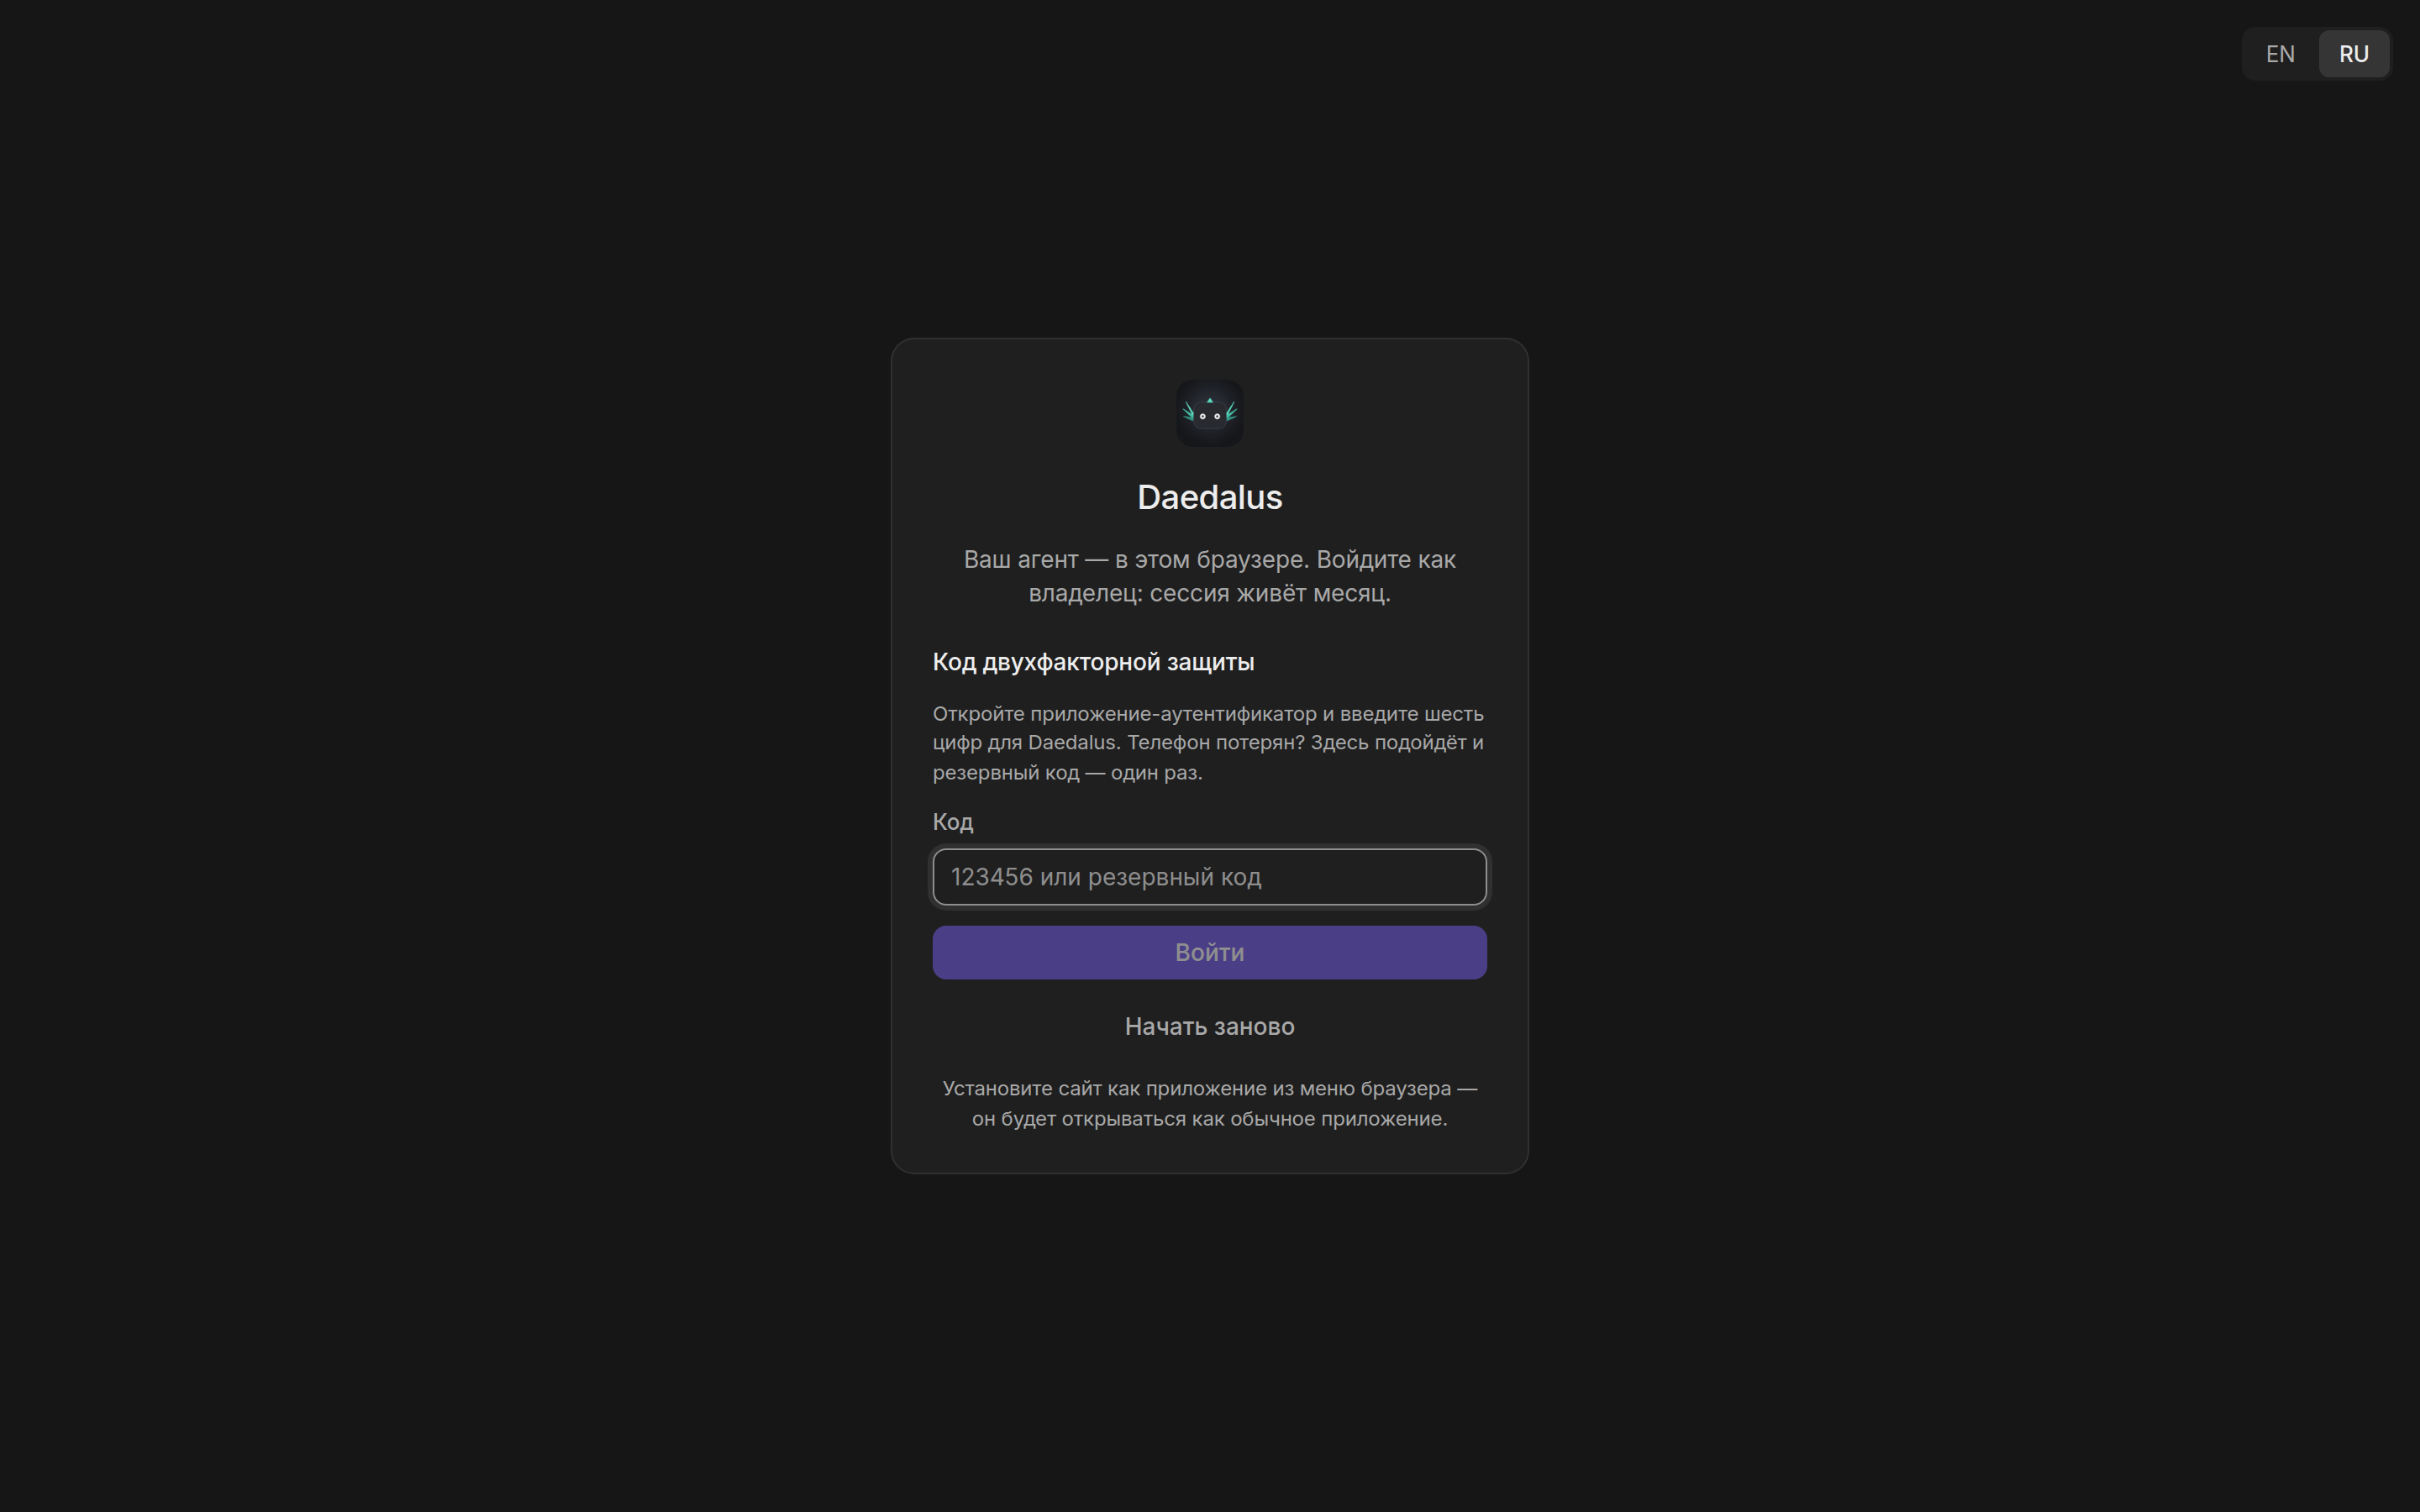 EN RU
Daedalus
Ваш агент — в этом браузере. Войдите как
владелец: сессия живёт месяц.
Код двухфакторной защиты
Откройте приложение-аутентификатор и введите шесть
цифр для Daedalus. Телефон потерян? Здесь подойдёт и
резервный код — один раз.
Код
123456 или резервный код
Войти
Начать заново
Установите сайт как приложение из меню браузера —
он будет открываться как обычное приложение.